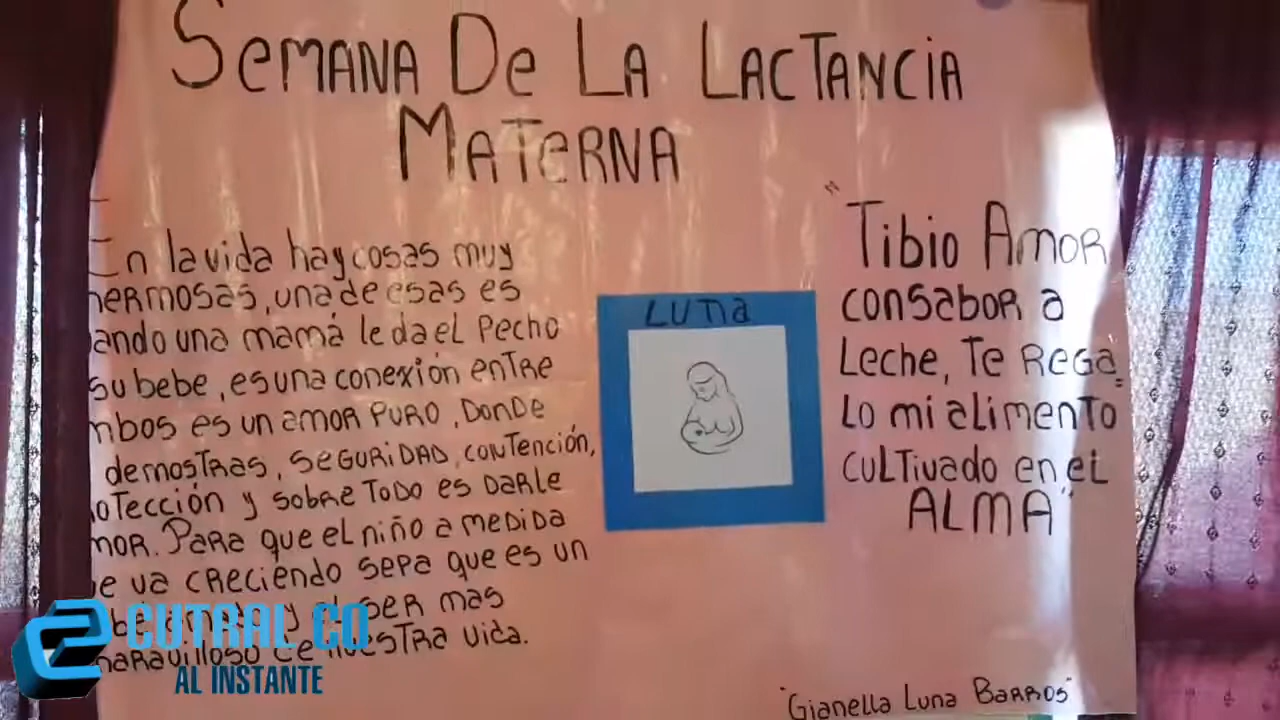 Semana De La Lactancia
Materna
En la vida hay cosas muy
hermosas, una de esas es
ando una mamá le da el pecho
su bebe, es una conexión entre
mbos es un amor puro, Donde
demostras, seguridad, contención,
otección y sobre todo es darle
mor. Para que el niño a medida
e va creciendo sepa que es un
be amado y el ser mas
maravilloso de nuestra vida.
Luna
"Tibio Amor
con sabor a
Leche, Te Rega-
lo mi alimento
cultivado en el
ALMA"
"Gianella Luna Barros"
CUTRAL CO
AL INSTANTE